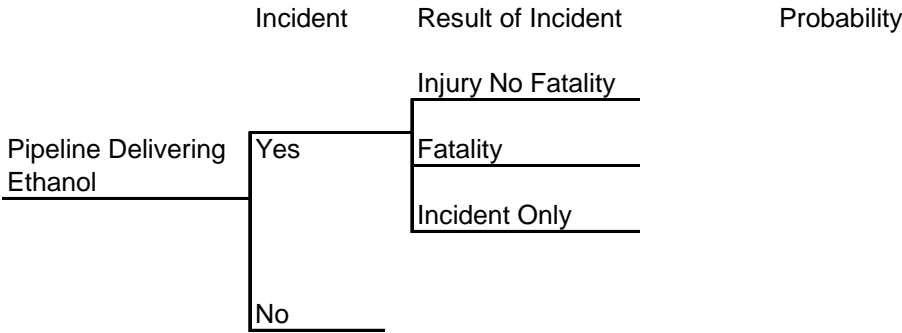 Incident Result of Incident Probability
Injury No Fatality
Pipeline Delivering
Ethanol
Yes
Fatality
Incident Only
No